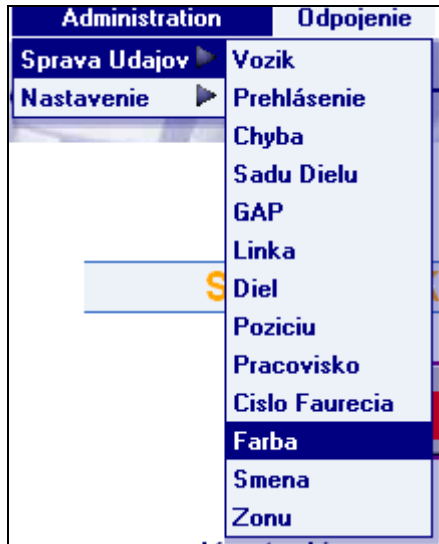 Administration Odpojenie
Sprava Udajov Vozik
Nastavenie Prehlásenie
Chyba
Sadu Dielu
GAP
Linka
S Diel
Poziciu
Pracovisko
Cislo Faurecia
Farba
Smena
Zonu